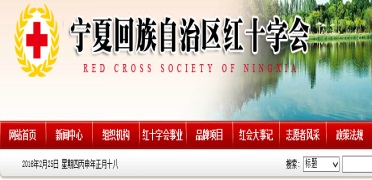 宁夏回族自治区红十字会
RED CROSS SOCIETY OF NINGXIA
网站首页 新闻中心 组织机构 红十字会事业 品牌项目 红会大事记 志愿者风采 政策法规
2016年2月25日 星期四丙申年正月十八 搜索: 标题